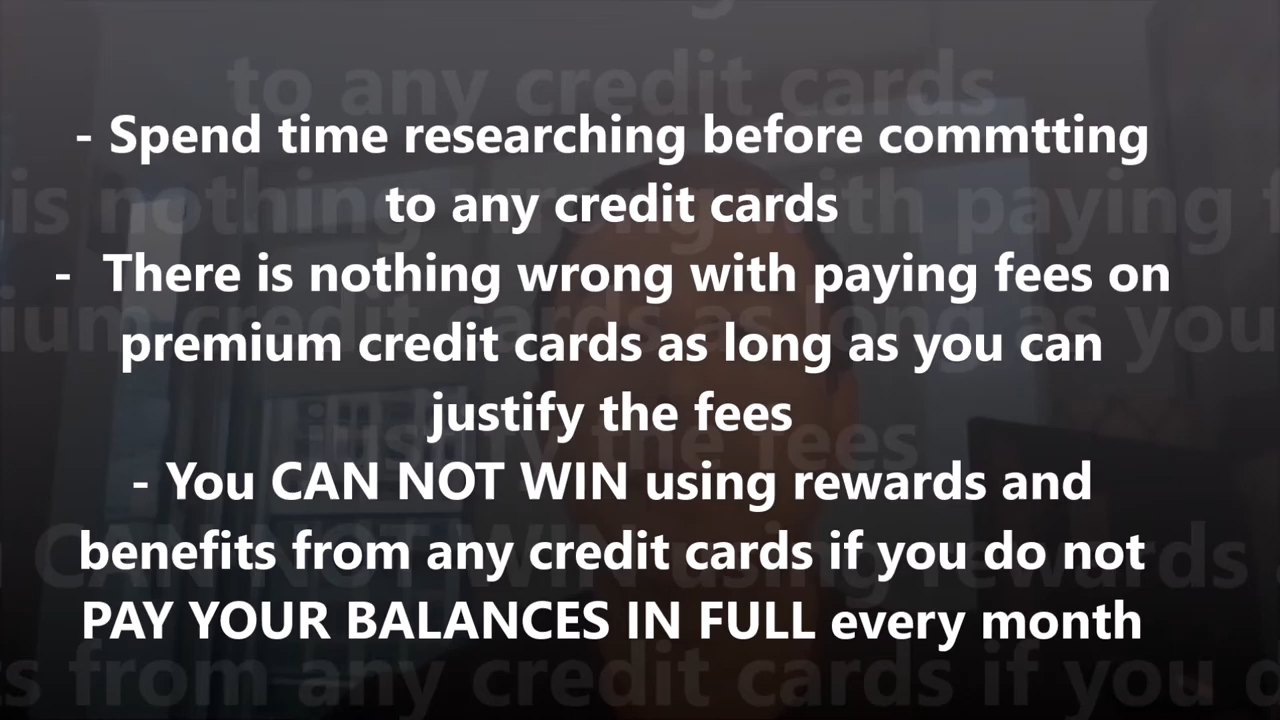 - Spend time researching before commtting
to any credit cards
- There is nothing wrong with paying fees on
premium credit cards as long as you can
justify the fees
- You CAN NOT WIN using rewards and
benefits from any credit cards if you do not
PAY YOUR BALANCES IN FULL every month